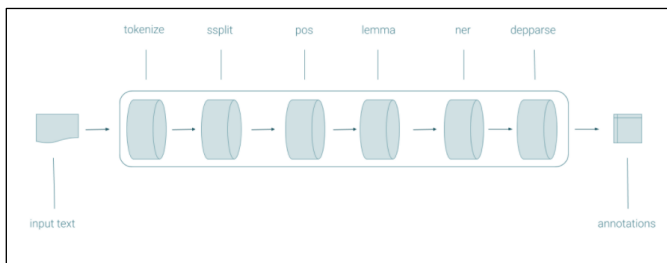 tokenize ssplit pos lemma ner depparse
input text annotations